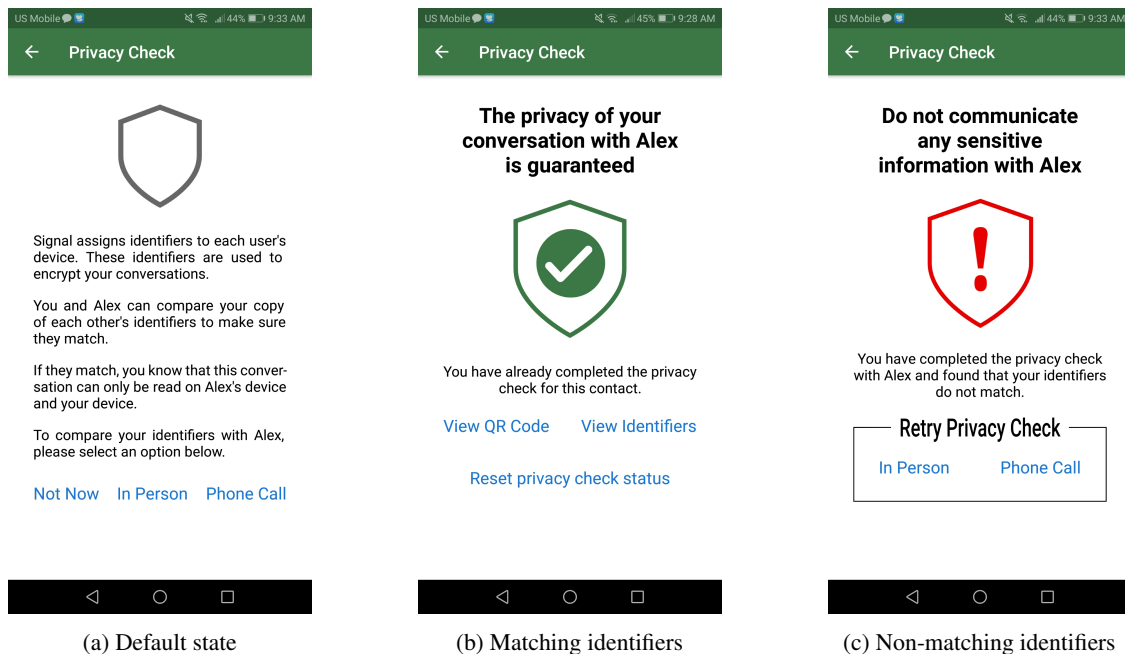 US Mobile 44% 9:33 AM
Privacy Check
Signal assigns identifiers to each user's
device. These identifiers are used to
encrypt your conversations.
You and Alex can compare your copy
of each other's identifiers to make sure
they match.
If they match, you know that this conver-
sation can only be read on Alex's device
and your device.
To compare your identifiers with Alex,
please select an option below.
Not Now In Person Phone Call
(a) Default state
US Mobile 45% 9:28 AM
Privacy Check
The privacy of your
conversation with Alex
is guaranteed
You have already completed the privacy
check for this contact.
View QR Code View Identifiers
Reset privacy check status
(b) Matching identifiers
US Mobile 44% 9:33 AM
Privacy Check
Do not communicate
any sensitive
information with Alex
You have completed the privacy check
with Alex and found that your identifiers
do not match.
Retry Privacy Check
In Person Phone Call
(c) Non-matching identifiers